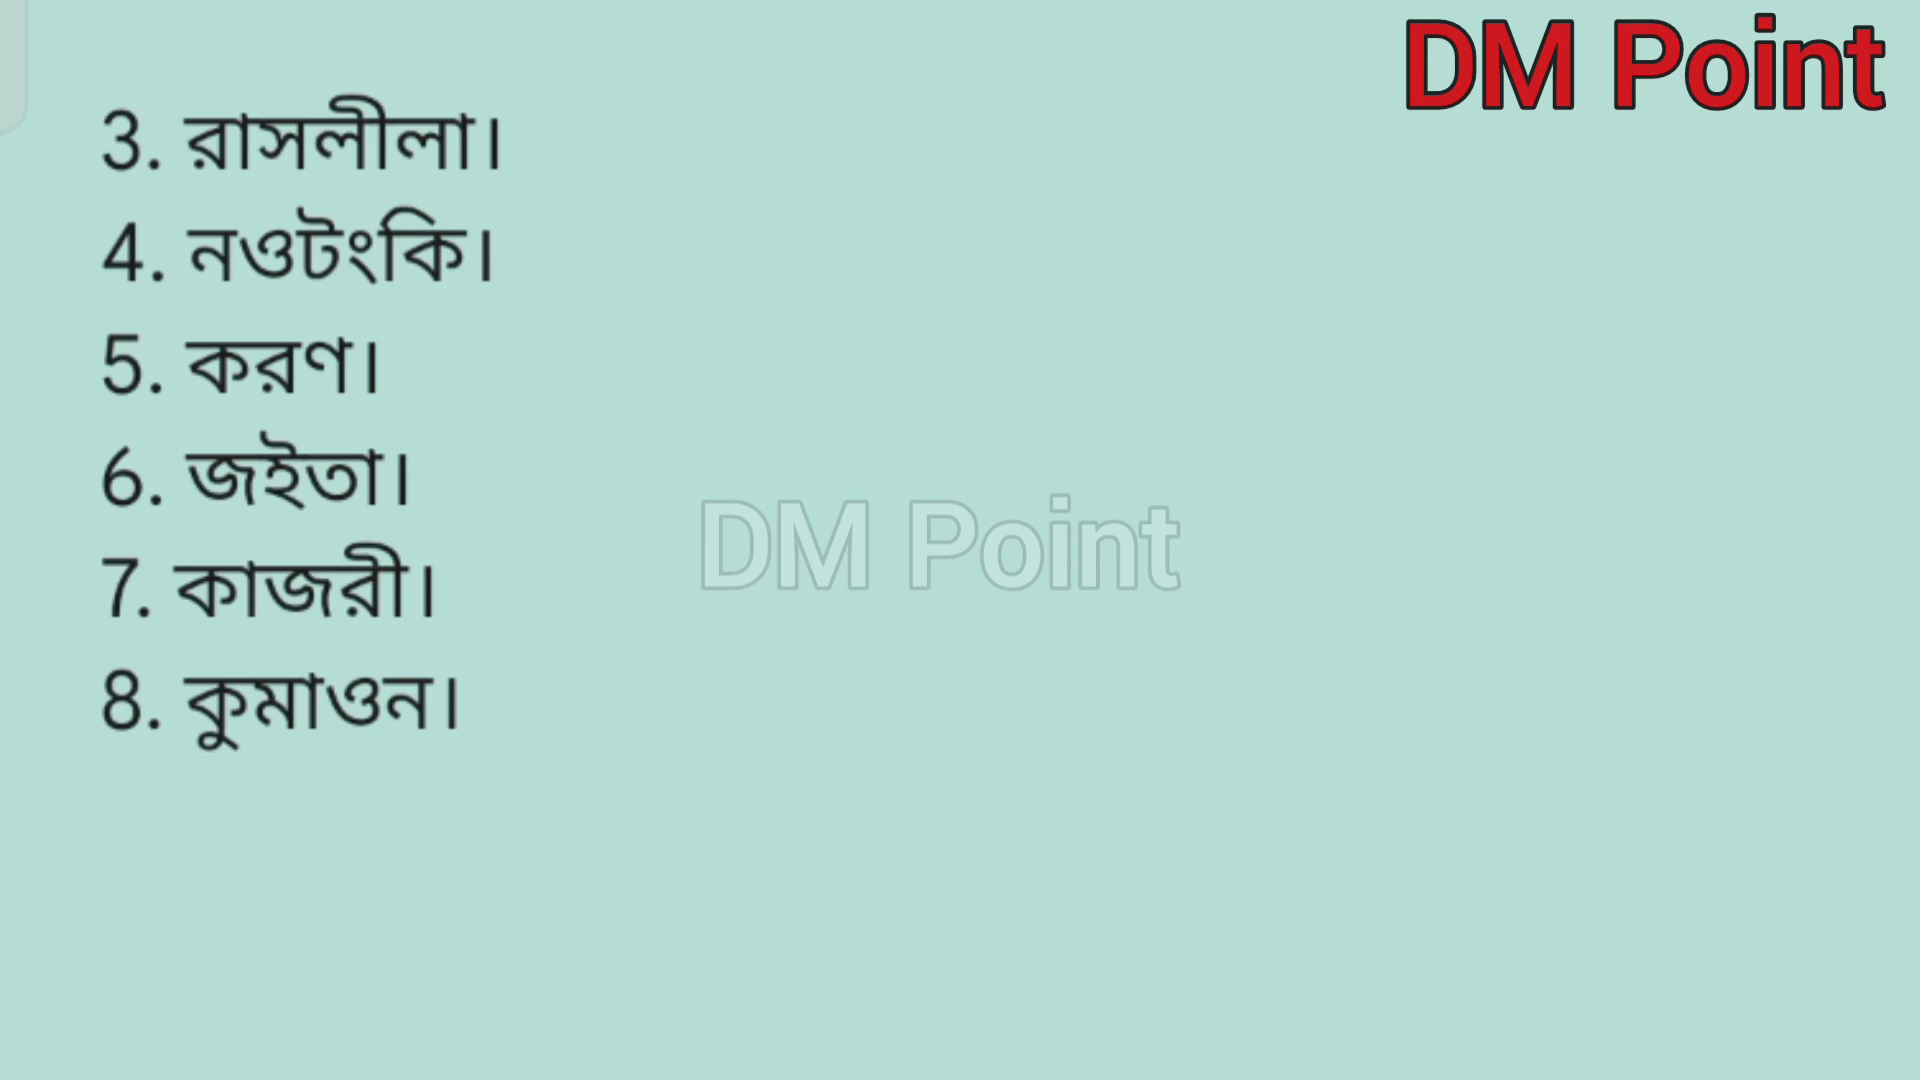 DM Point
3. রাসলীলা।
4. নওটংকি।
5. করণ।
6. জইতা।
DM Point
7. কাজরী।
8. কুমাওন।